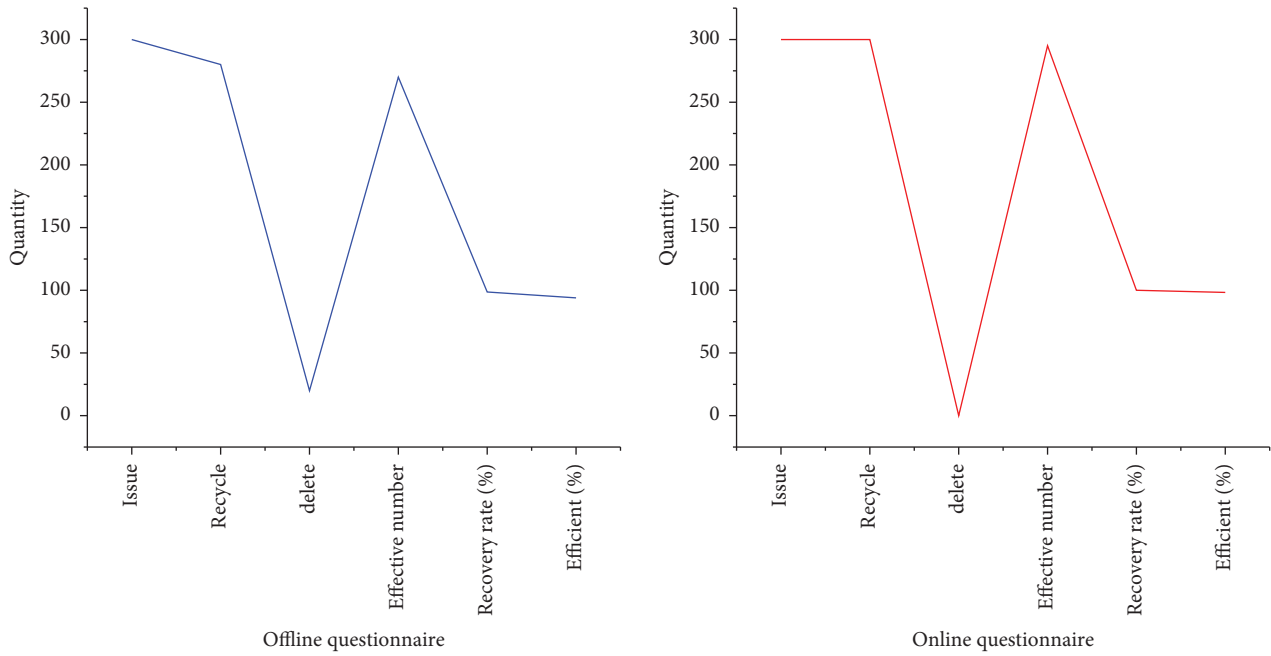 Quantity
300
250
200
150
100
50
0
Issue
Recycle
delete
Effective number
Recovery rate (%)
Efficient (%)
Offline questionnaire
Quantity
300
250
200
150
100
50
0
Issue
Recycle
delete
Effective number
Recovery rate (%)
Efficient (%)
Online questionnaire